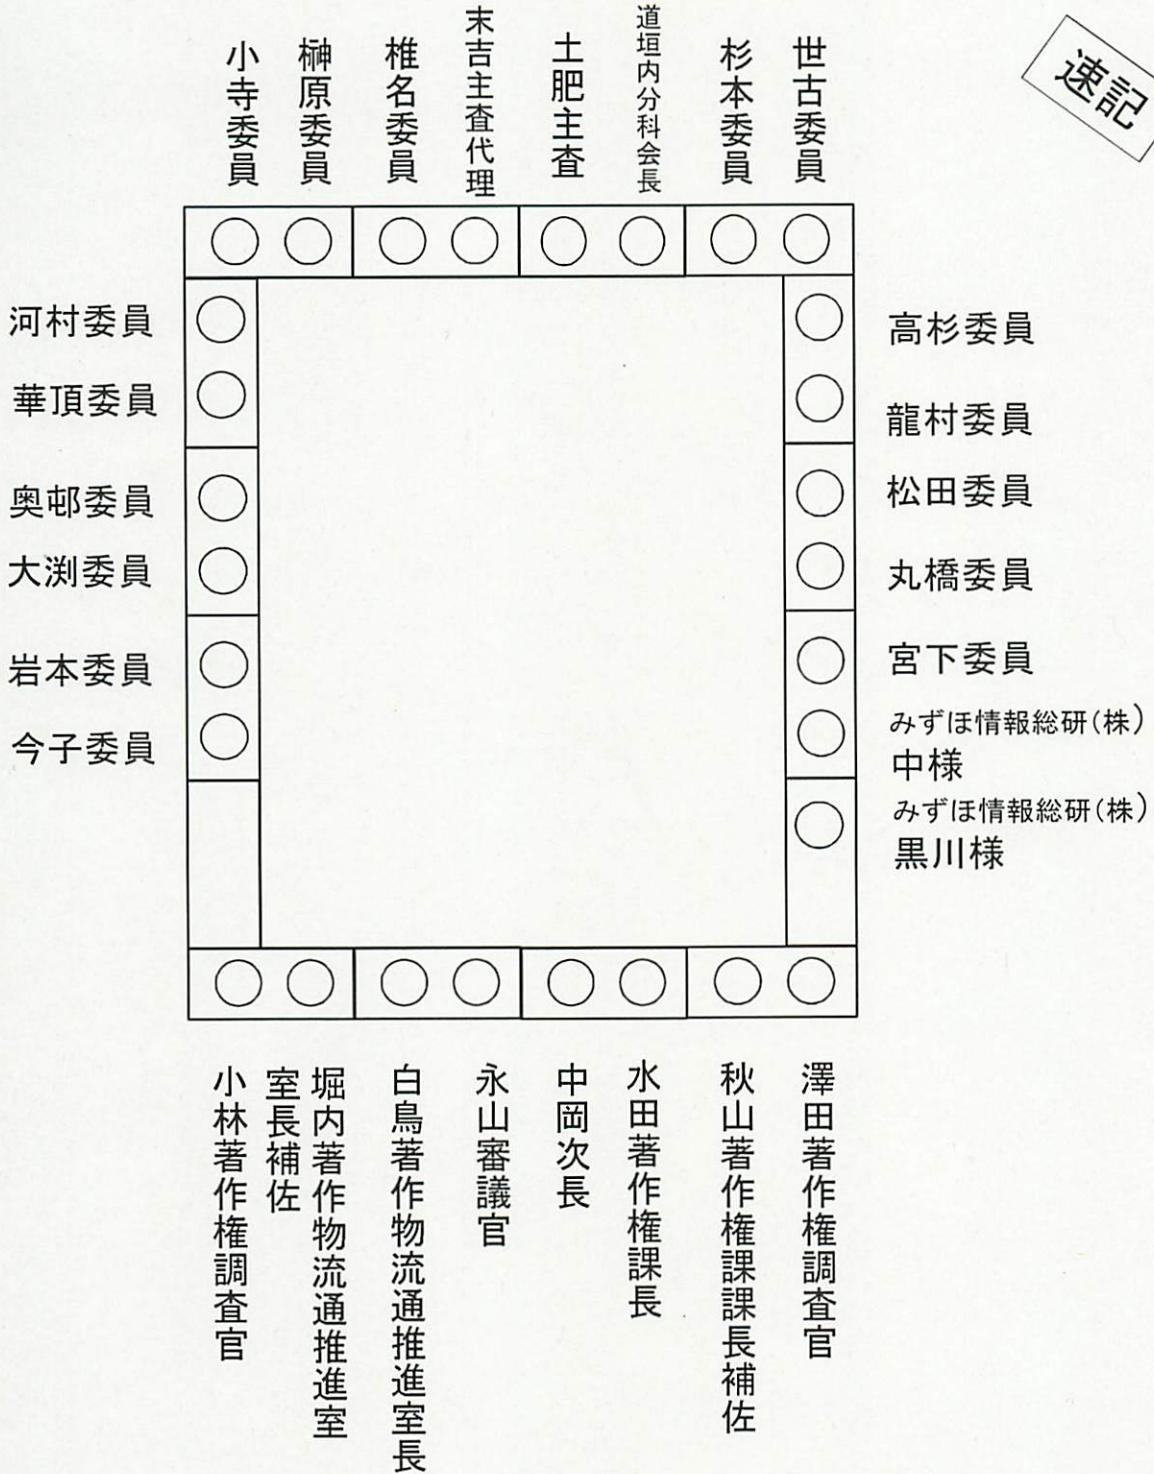 速記
小寺委員
榊原委員
椎名委員
末吉主査代理
土肥主査
道垣内分科会長
杉本委員
世古委員
河村委員
華頂委員
奥邨委員
大渕委員
岩本委員
今子委員
高杉委員
龍村委員
松田委員
丸橋委員
宮下委員
みずほ情報総研(株)
中様
みずほ情報総研(株)
黒川様
小林著作権調査官
堀内著作物流通推進室
室長補佐
白鳥著作物流通推進室長
永山審議官
中岡次長
水田著作権課長
秋山著作権課課長補佐
澤田著作権調査官